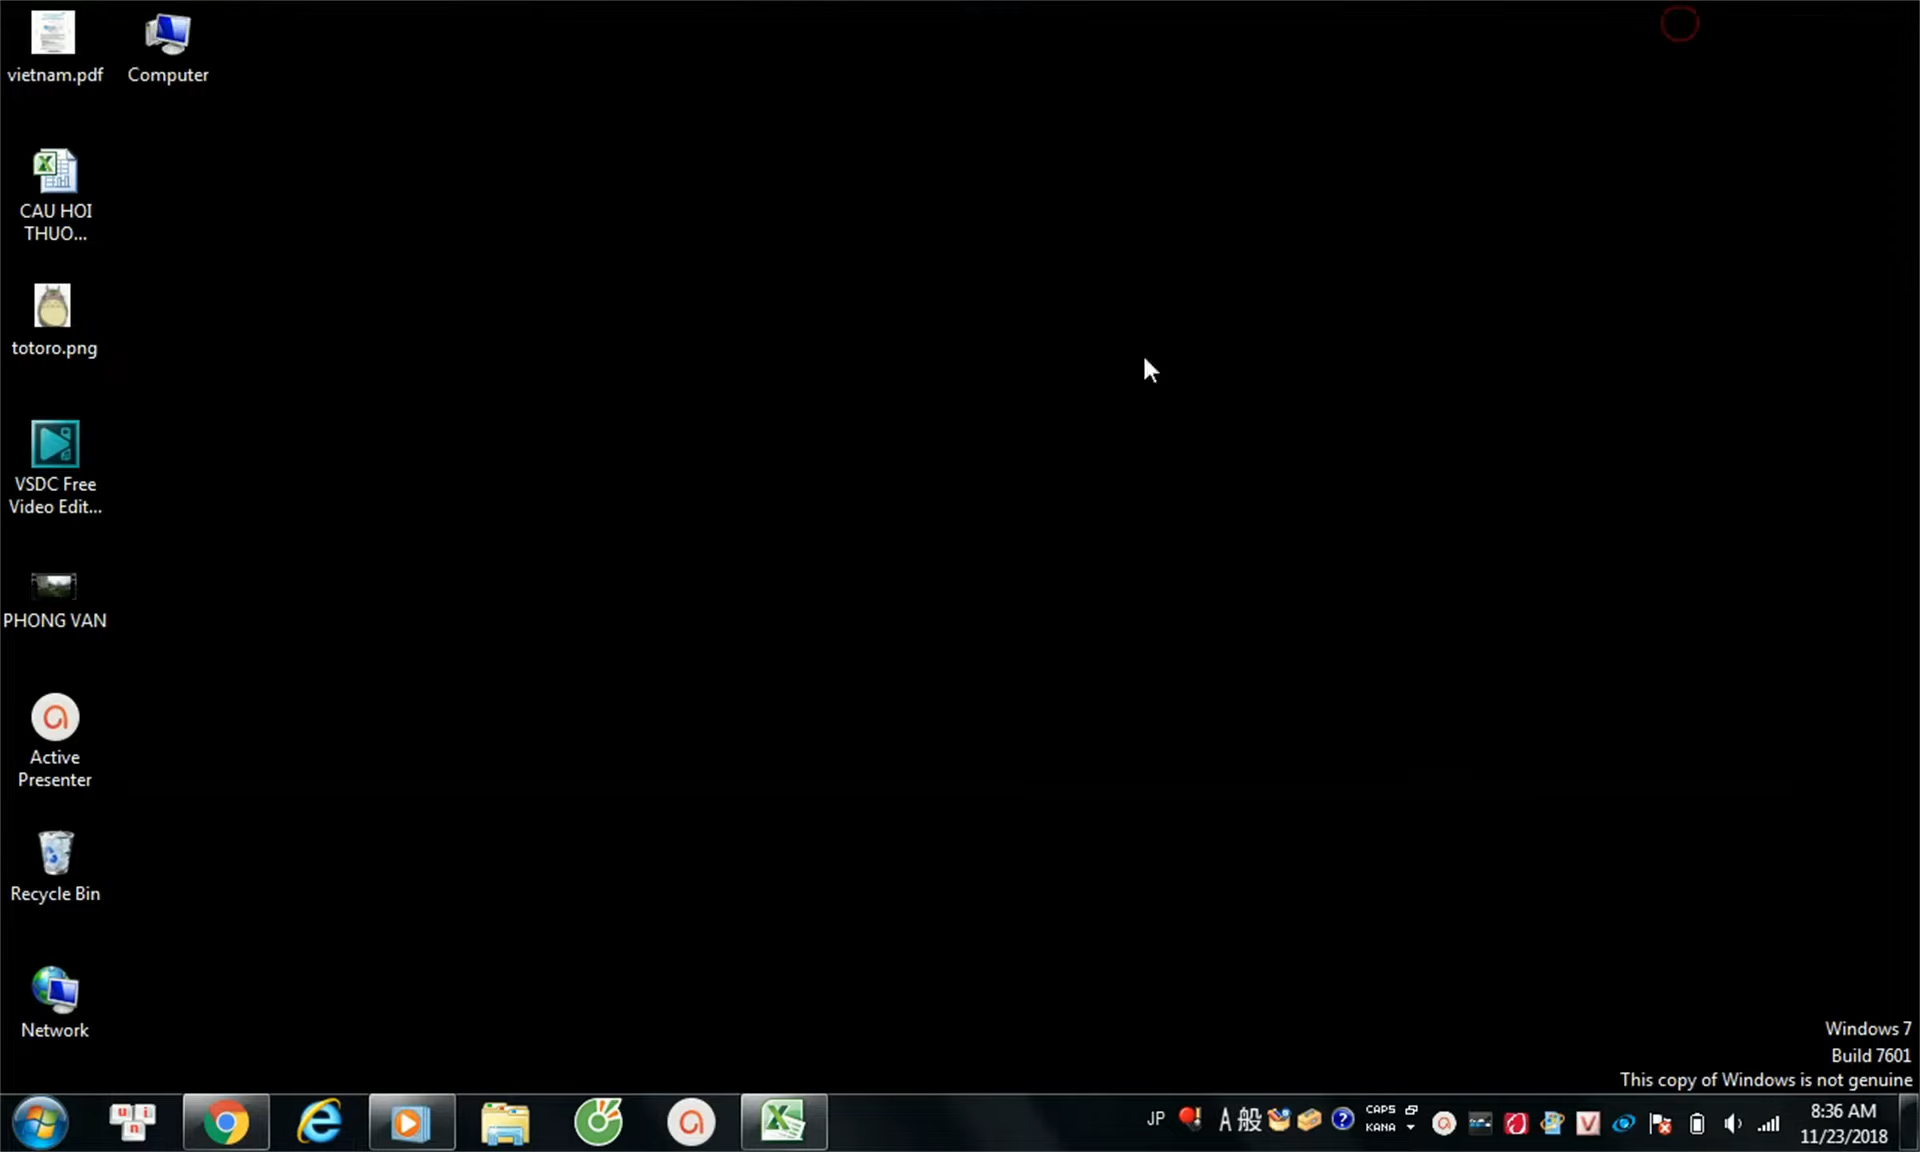 vietnam.pdf
Computer
CAU HOI
THUO...
totoro.png
VSDC Free
Video Edit...
PHONG VAN
Active
Presenter
Recycle Bin
Network
Windows 7
Build 7601
This copy of Windows is not genuine
u i
n
JP
A 般
CAPS
KANA
V
8:36 AM
11/23/2018